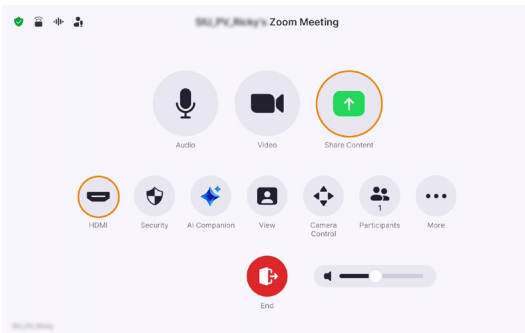 Zoom Meeting
Audio
Video
Share Content
HDMI
Security
AI Companion
View
Camera
Control
Participants
1
More
End